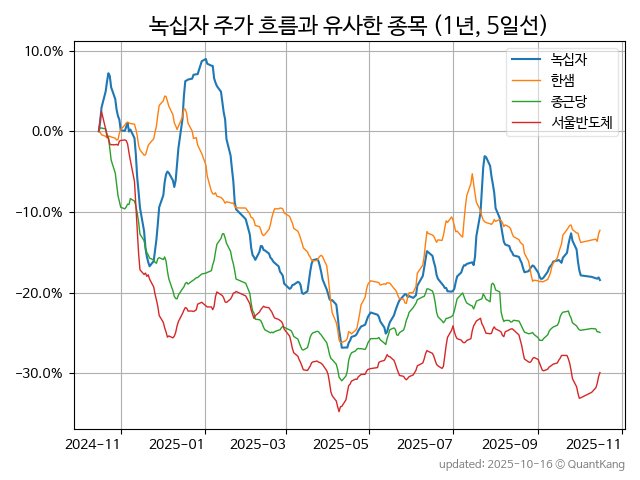 녹십자 주가 흐름과 유사한 종목 (1년, 5일선)
10.0%
0.0%
−10.0%
−20.0%
−30.0%
녹십자
한샘
종근당
서울반도체
2024-11
2025-01
2025-03
2025-05
2025-07
2025-09
2025-11
updated: 2025-10-16 © QuantKang